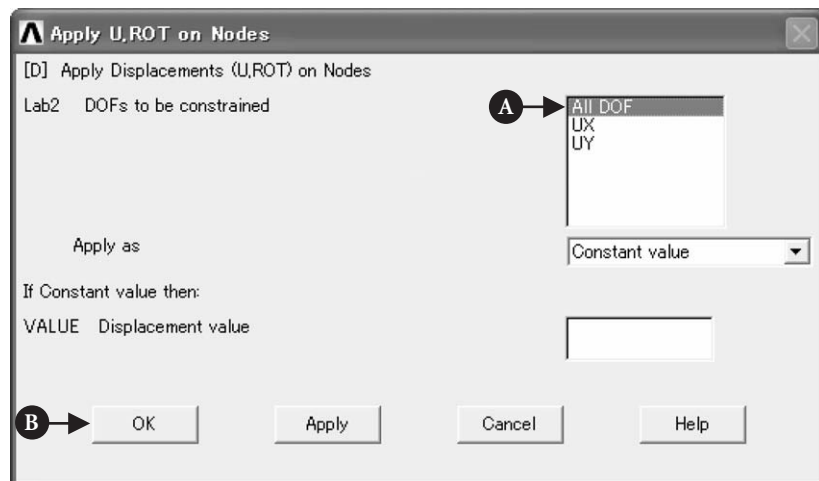 Apply U,ROT on Nodes
[D] Apply Displacements (U,ROT) on Nodes
Lab2 DOFs to be constrained
A
All DOF
UX
UY
Apply as
Constant value
If Constant value then:
VALUE Displacement value
B
OK
Apply
Cancel
Help